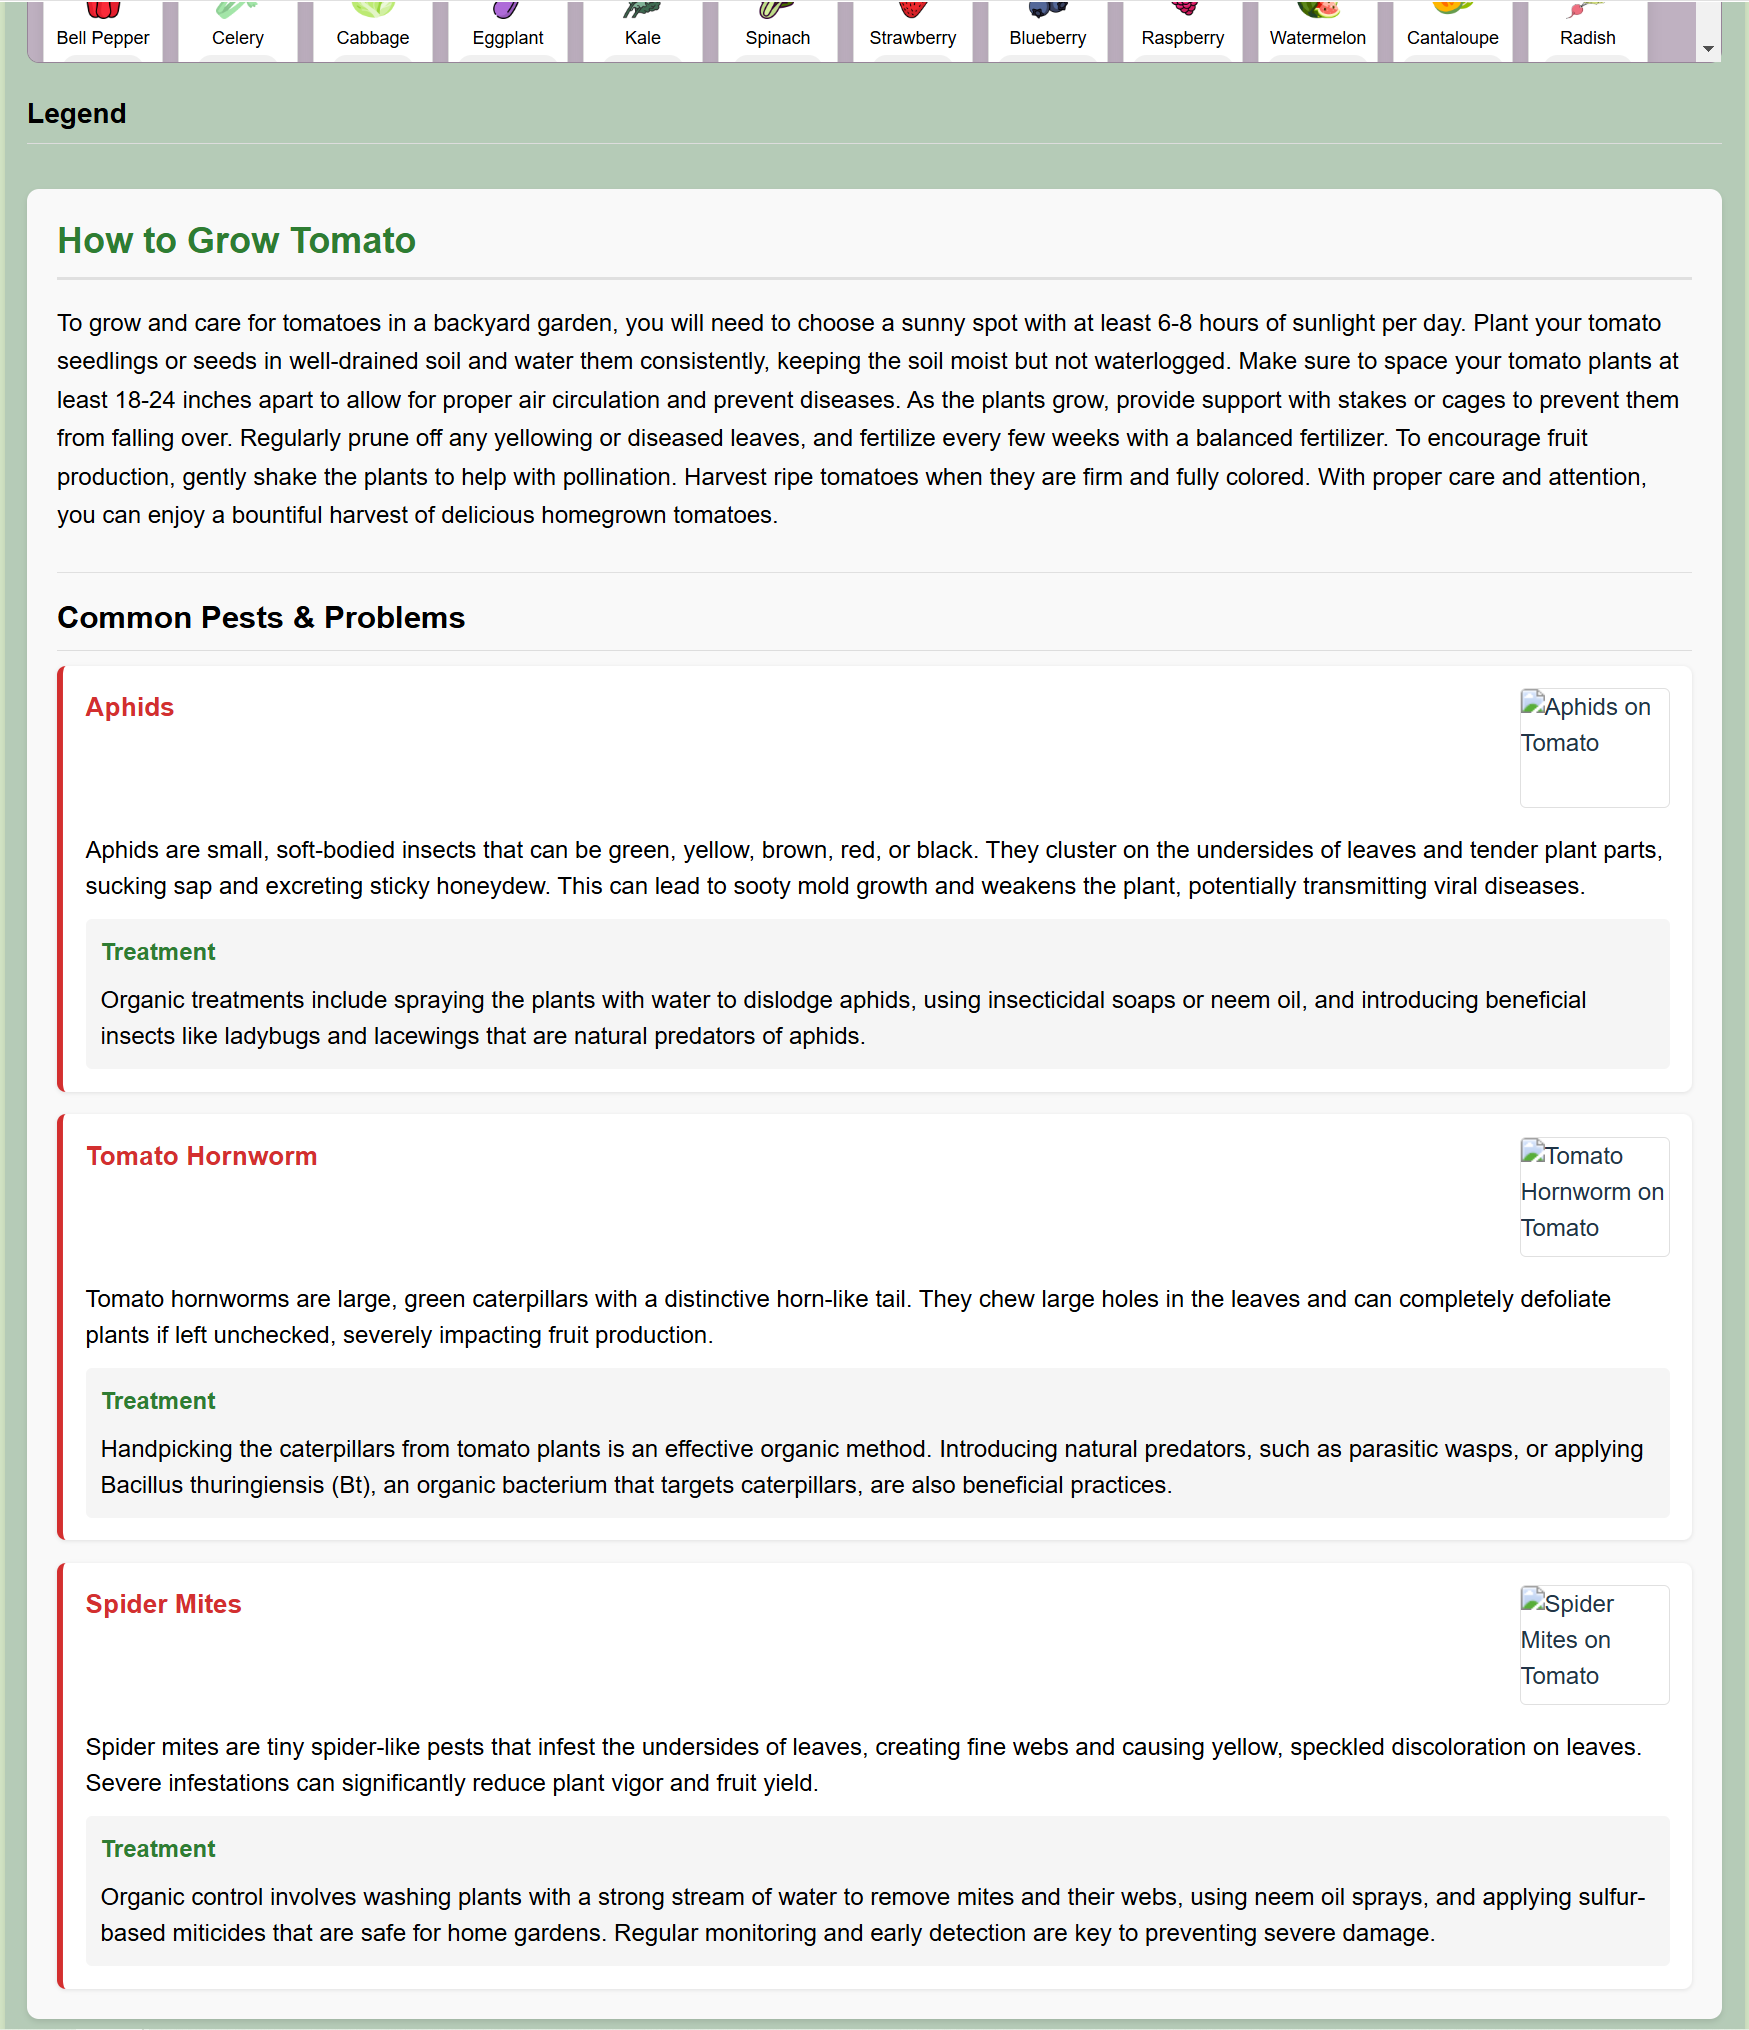 Bell Pepper Celery Cabbage Eggplant Kale Spinach Strawberry Blueberry Raspberry Watermelon Cantaloupe Radish
Legend
How to Grow Tomato
To grow and care for tomatoes in a backyard garden, you will need to choose a sunny spot with at least 6-8 hours of sunlight per day. Plant your tomato
seedlings or seeds in well-drained soil and water them consistently, keeping the soil moist but not waterlogged. Make sure to space your tomato plants at
least 18-24 inches apart to allow for proper air circulation and prevent diseases. As the plants grow, provide support with stakes or cages to prevent them
from falling over. Regularly prune off any yellowing or diseased leaves, and fertilize every few weeks with a balanced fertilizer. To encourage fruit
production, gently shake the plants to help with pollination. Harvest ripe tomatoes when they are firm and fully colored. With proper care and attention,
you can enjoy a bountiful harvest of delicious homegrown tomatoes.
Common Pests & Problems
Aphids
Aphids on
Tomato
Aphids are small, soft-bodied insects that can be green, yellow, brown, red, or black. They cluster on the undersides of leaves and tender plant parts,
sucking sap and excreting sticky honeydew. This can lead to sooty mold growth and weakens the plant, potentially transmitting viral diseases.
Treatment
Organic treatments include spraying the plants with water to dislodge aphids, using insecticidal soaps or neem oil, and introducing beneficial
insects like ladybugs and lacewings that are natural predators of aphids.
Tomato Hornworm
Tomato
Hornworm on
Tomato
Tomato hornworms are large, green caterpillars with a distinctive horn-like tail. They chew large holes in the leaves and can completely defoliate
plants if left unchecked, severely impacting fruit production.
Treatment
Handpicking the caterpillars from tomato plants is an effective organic method. Introducing natural predators, such as parasitic wasps, or applying
Bacillus thuringiensis (Bt), an organic bacterium that targets caterpillars, are also beneficial practices.
Spider Mites
Spider
Mites on
Tomato
Spider mites are tiny spider-like pests that infest the undersides of leaves, creating fine webs and causing yellow, speckled discoloration on leaves.
Severe infestations can significantly reduce plant vigor and fruit yield.
Treatment
Organic control involves washing plants with a strong stream of water to remove mites and their webs, using neem oil sprays, and applying sulfur-
based miticides that are safe for home gardens. Regular monitoring and early detection are key to preventing severe damage.